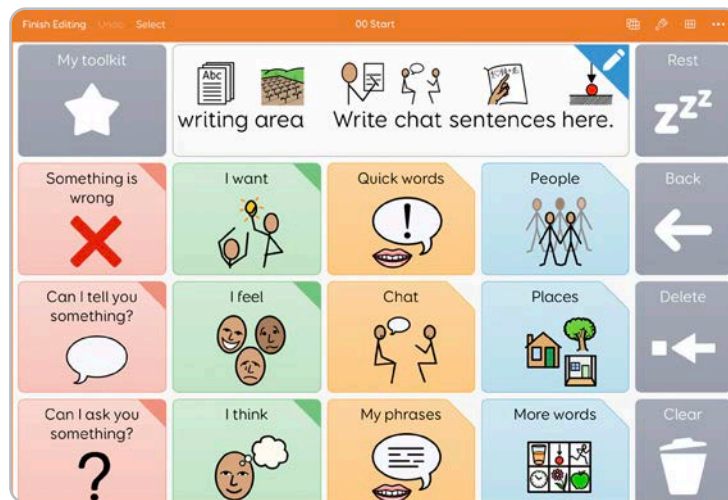 Finish Editing Undo Select 00 Start
My toolkit
Abc
writing area Write chat sentences here.
Rest
zzz
Something is
wrong
I want
Quick words
!
People
Back
Can I tell you
something?
I feel
Chat
Places
Delete
Can I ask you
something?
?
I think
My phrases
More words
Clear